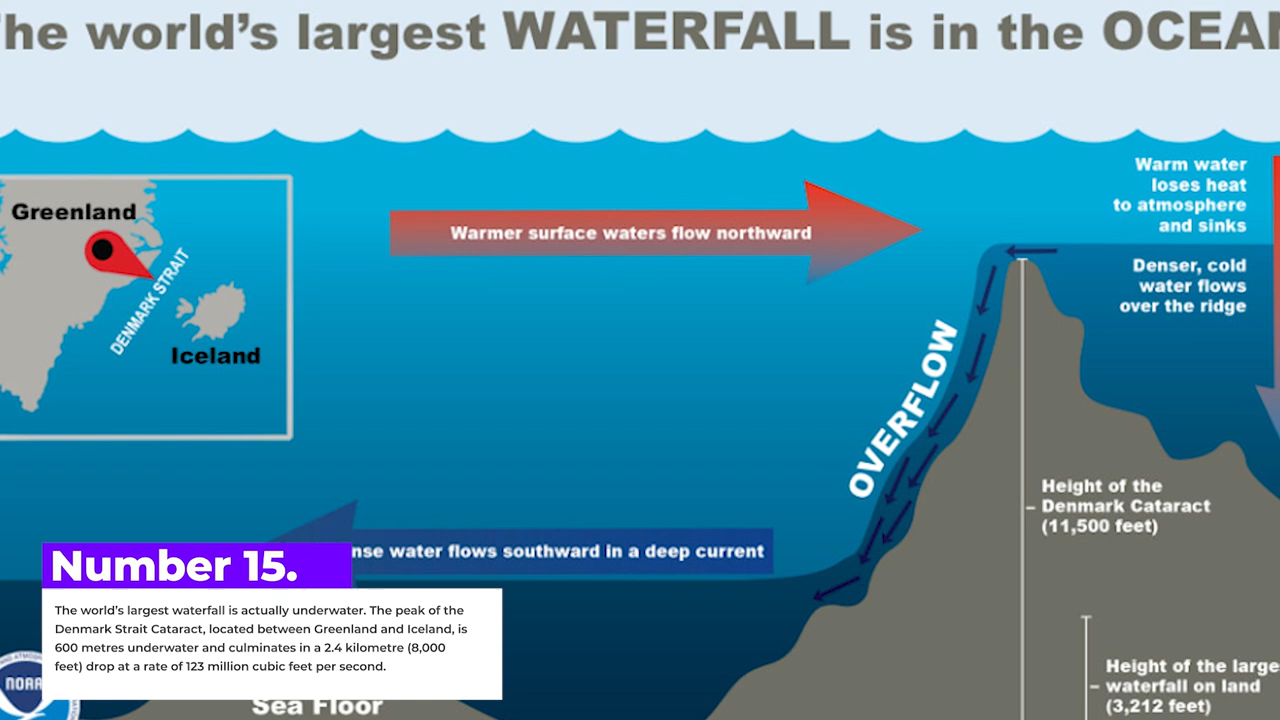 The world's largest WATERFALL is in the OCEAN
Warm water
loses heat
to atmosphere
and sinks
Greenland
DENMARK STRAIT
Iceland
Warmer surface waters flow northward
Denser, cold
water flows
over the ridge
OVERFLOW
Height of the
Denmark Cataract
(11,500 feet)
water flows southward in a deep current
Number 15.
The world's largest waterfall is actually underwater. The peak of the
Denmark Strait Cataract, located between Greenland and Iceland, is
600 metres underwater and culminates in a 2.4 kilometre (8,000
feet) drop at a rate of 123 million cubic feet per second.
NOAA
Sea Floor
Height of the large
waterfall on land
(3,212 feet)